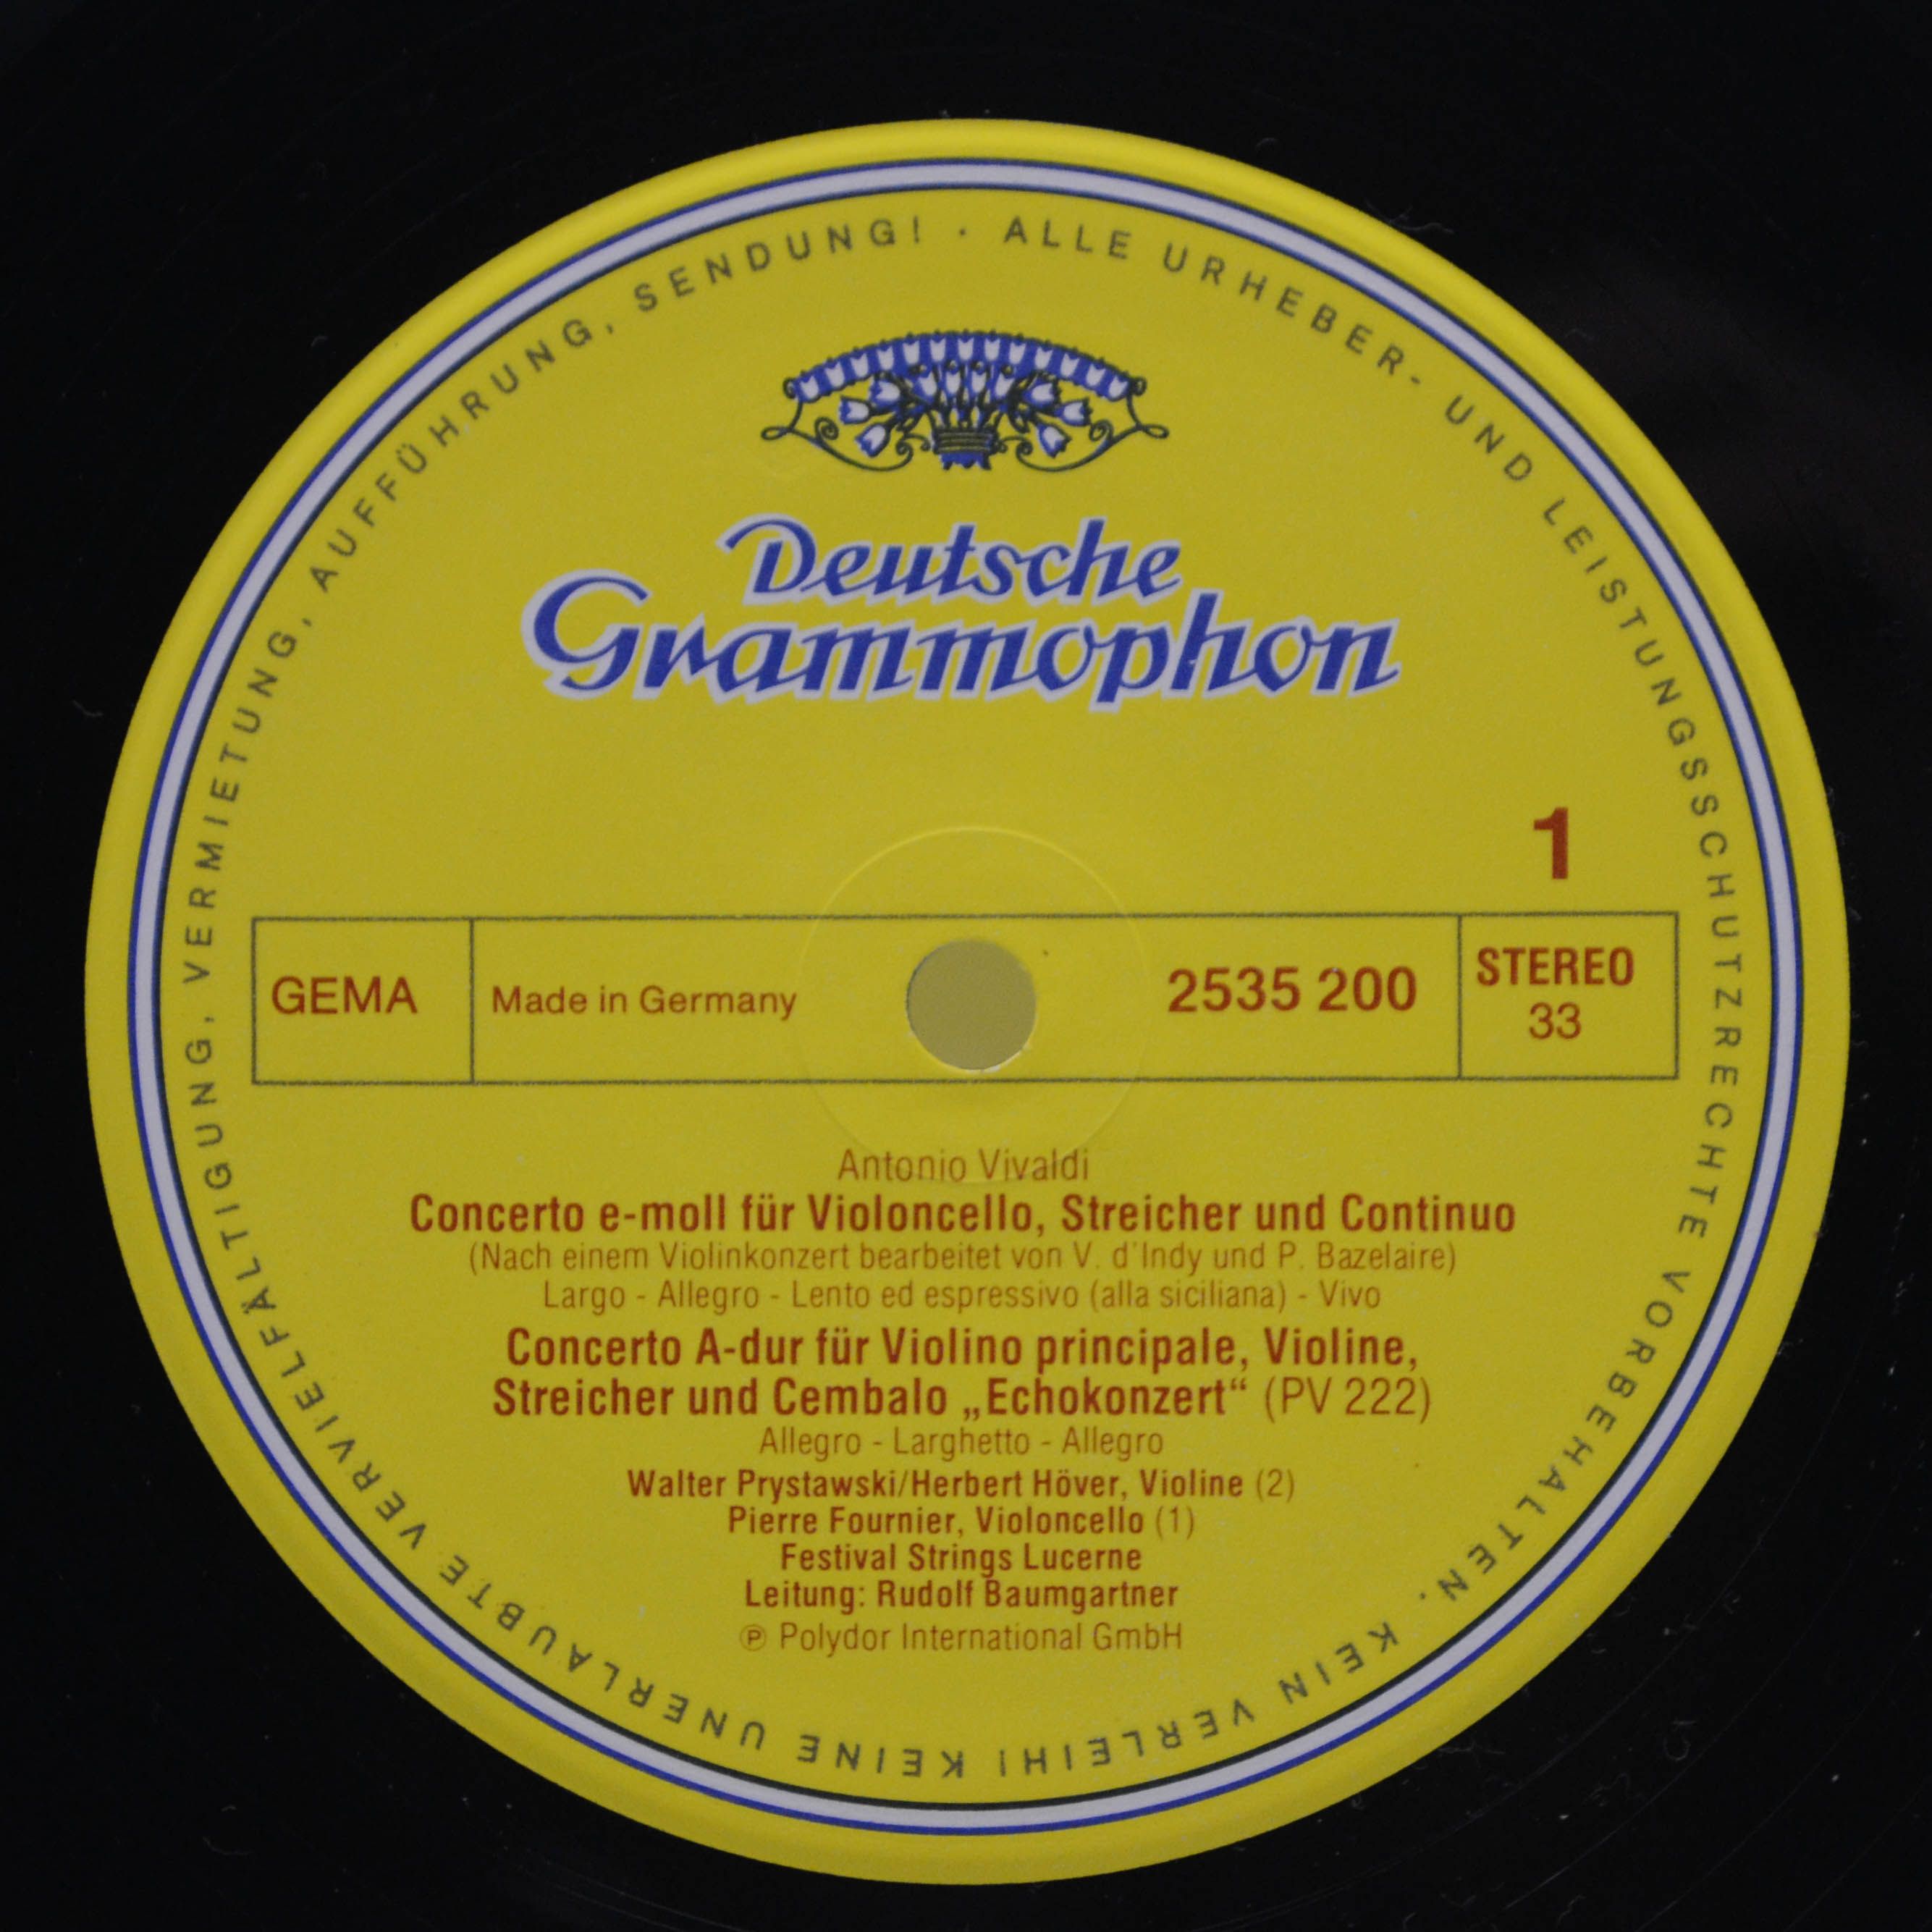 ALLE URHEBER- UND LEISTUNGSSCHUTZRECHTE VORBEHALTEN. KEIN VERLEIH! KEINE UNERLAUBTE VERVIELFÄLTIGUNG, VERMIETUNG, AUFFÜHRUNG, SENDUNG! ·
Deutsche
Grammophon
1
GEMA
Made in Germany
2535 200
STEREO
33
Antonio Vivaldi
Concerto e-moll für Violoncello, Streicher und Continuo
(Nach einem Violinkonzert bearbeitet von V. d'Indy und P. Bazelaire)
Largo - Allegro - Lento ed espressivo (alla siciliana) - Vivo
Concerto A-dur für Violino principale, Violine,
Streicher und Cembalo „Echokonzert“ (PV 222)
Allegro - Larghetto - Allegro
Walter Prystawski/Herbert Höver, Violine (2)
Pierre Fournier, Violoncello (1)
Festival Strings Lucerne
Leitung: Rudolf Baumgartner
℗ Polydor International GmbH